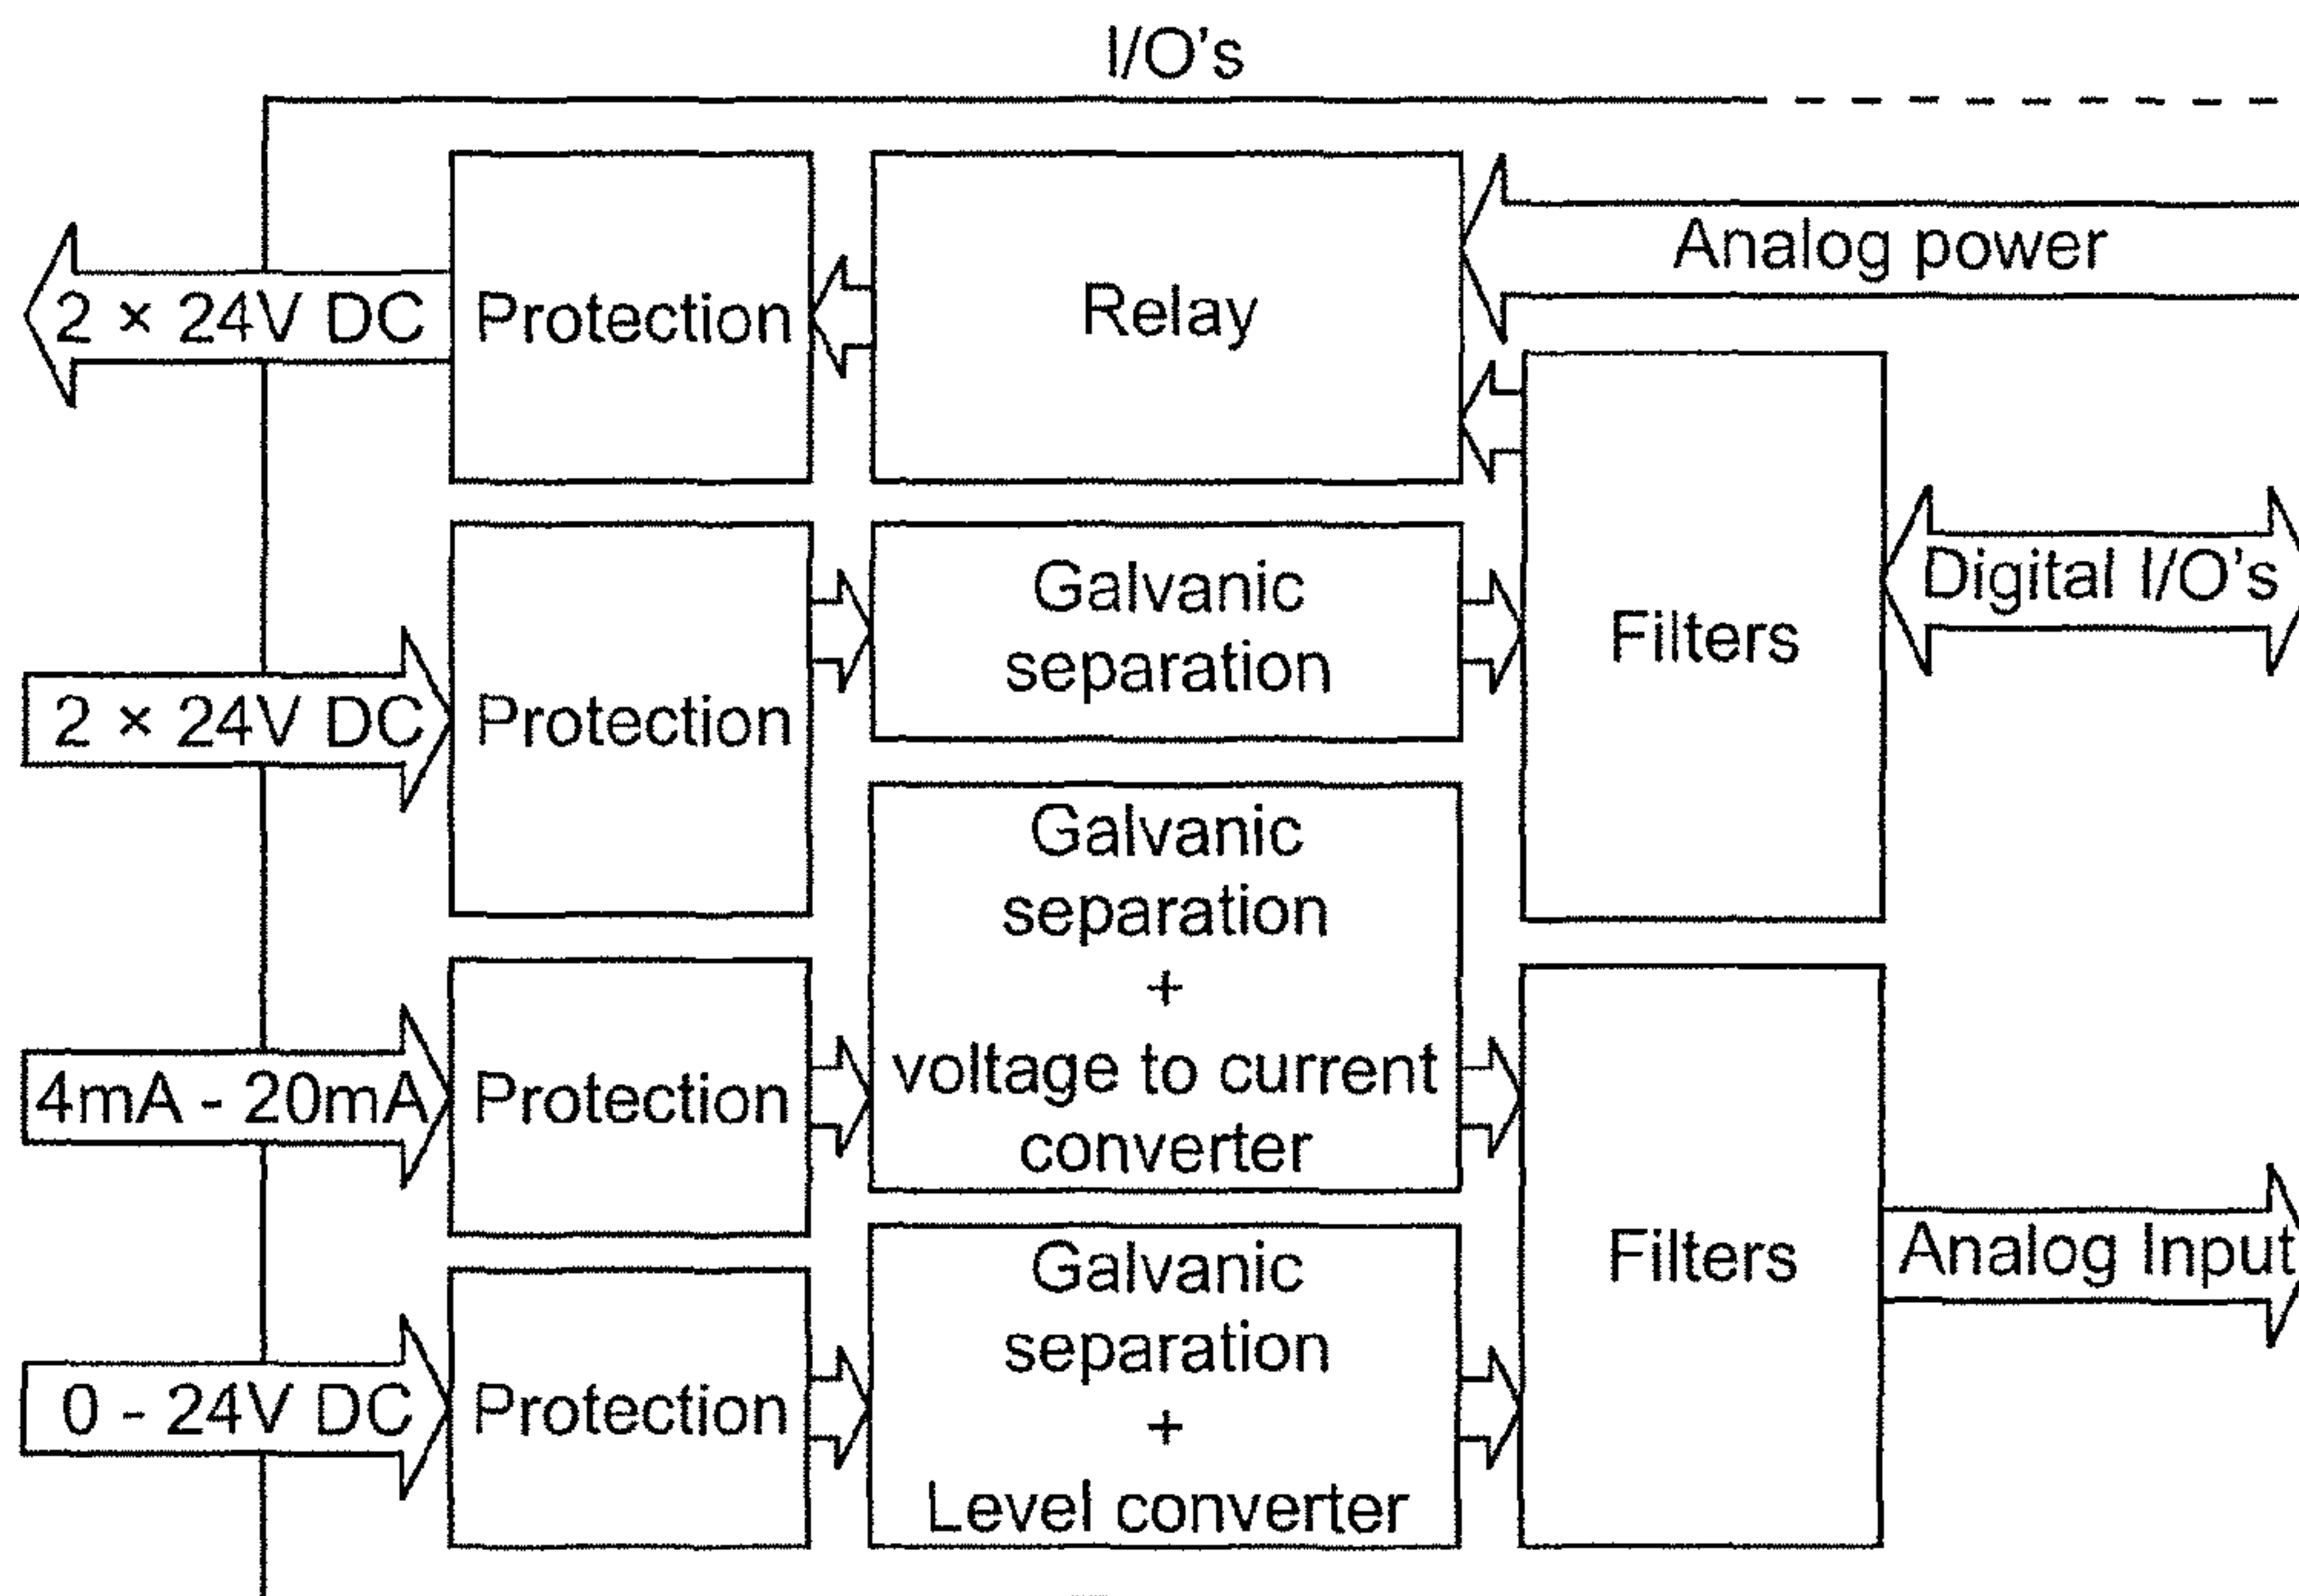 I/O's
2 × 24V DC
Protection
Relay
Analog power
2 × 24V DC
Protection
Galvanic
separation
Filters
Digital I/O's
4mA - 20mA
Protection
Galvanic
separation
+
voltage to current
converter
Filters
Analog Input
0 - 24V DC
Protection
Galvanic
separation
+
Level converter